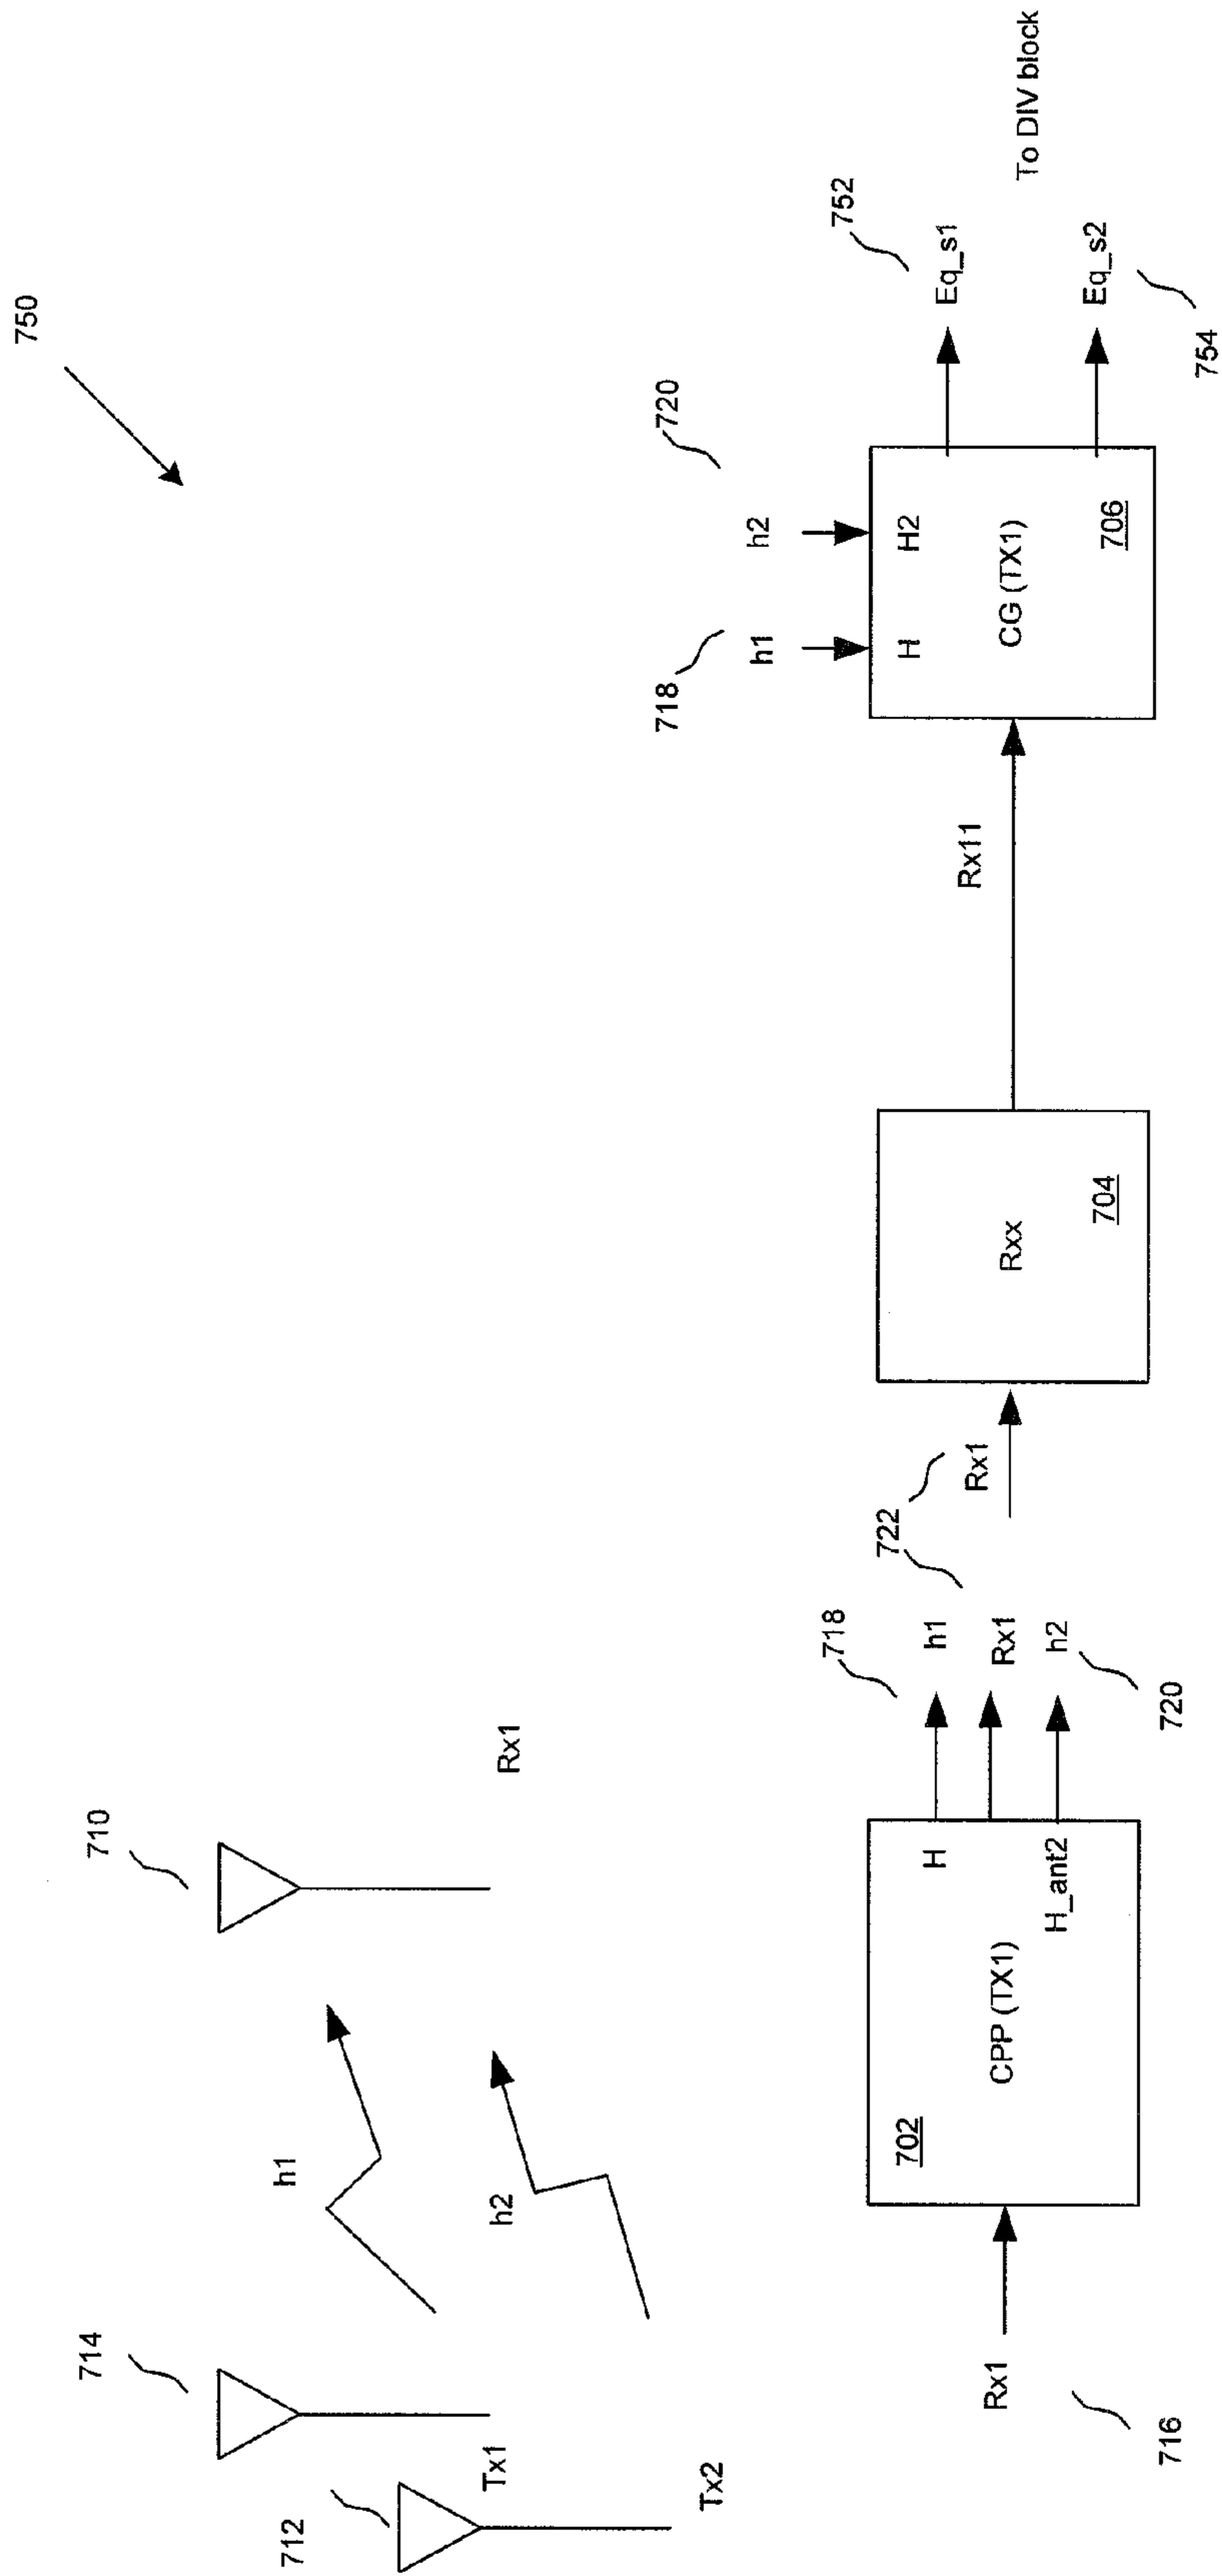 750
710
714
712
Tx1
Tx2
h1
h2
Rx1
Rx1
716
702
CPP (TX1)
H
H_ant2
718
h1
Rx1
h2
720
722
Rx1
Rxx
704
Rx11
718
h1
720
h2
H
H2
CG (TX1)
706
752
Eq_s1
Eq_s2
754
To DIV block